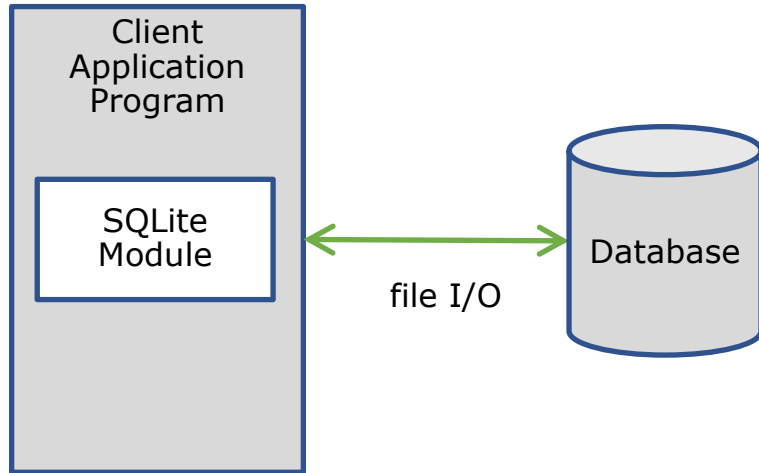 Client
Application
Program
SQLite
Module
file I/O
Database